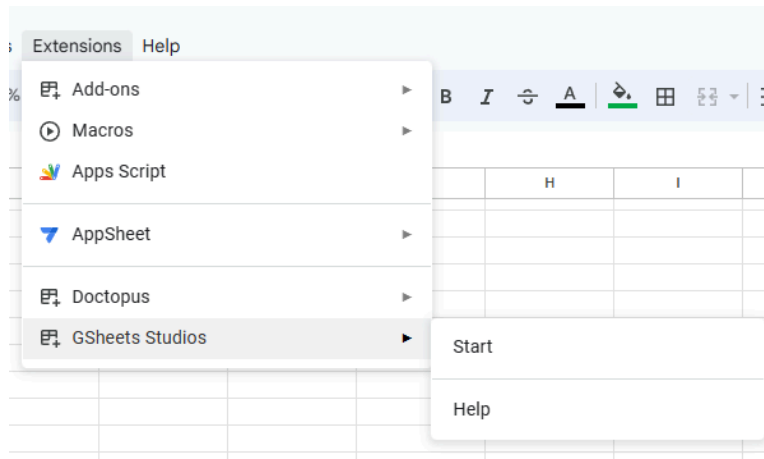 Extensions Help
%
Add-ons
B I S A
Macros
Apps Script
H I
AppSheet
Doctopus
GSheets Studios
Start
Help